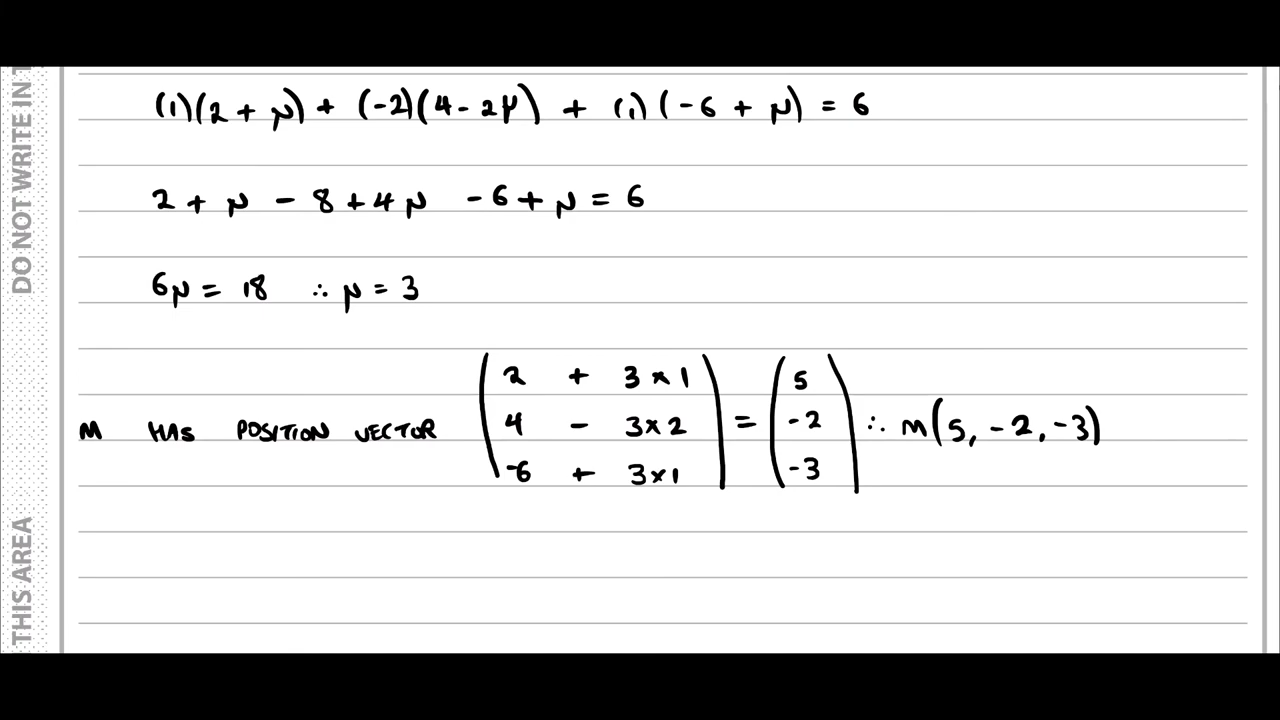 DO NOT WRITE IN T
THIS AREA
(1)(2 + μ) + (-2)(4 - 2μ) + (1)(-6 + μ) = 6
2 + μ - 8 + 4μ - 6 + μ = 6
6μ = 18 ∴ μ = 3
M HAS POSITION VECTOR (2 + 3×1 4 - 3×2 -6 + 3×1) = (5 -2 -3) ∴ M(5, -2, -3)